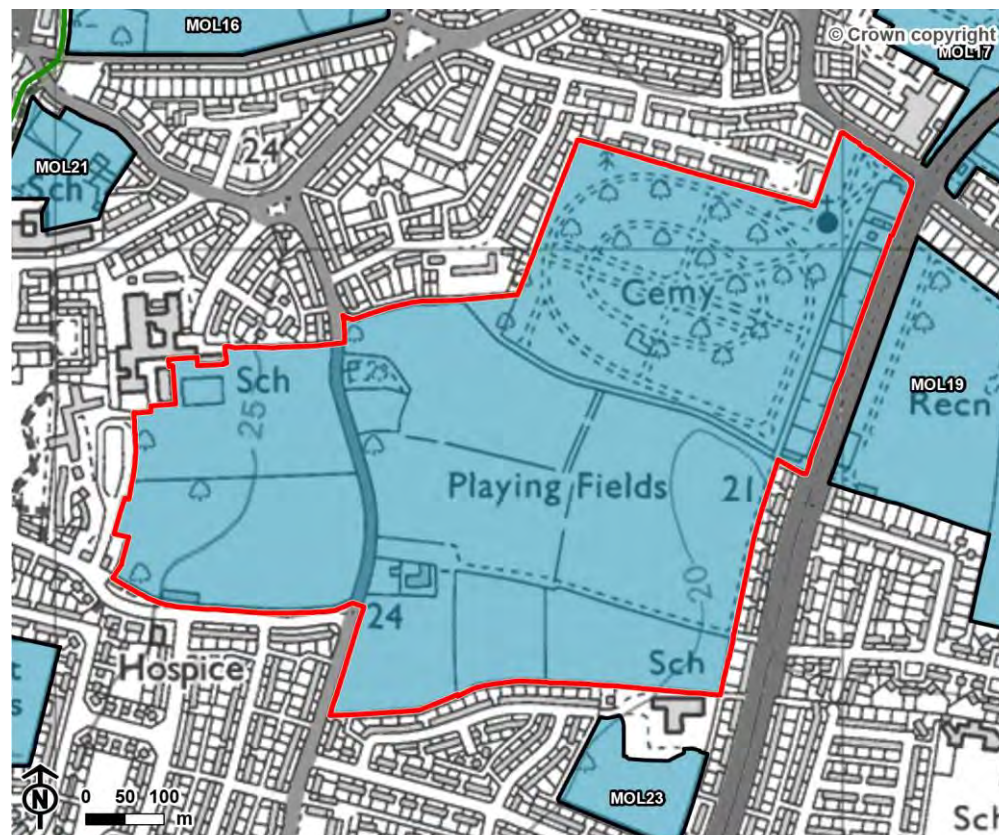 MOL16
© Crown copyright
MOL17
24
MOL21
Sch
Cemy
MOL19
Recn
23
Sch
25
Playing Fields
21
20
24
Sch
Hospice
MOL23
N
0 50 100
m